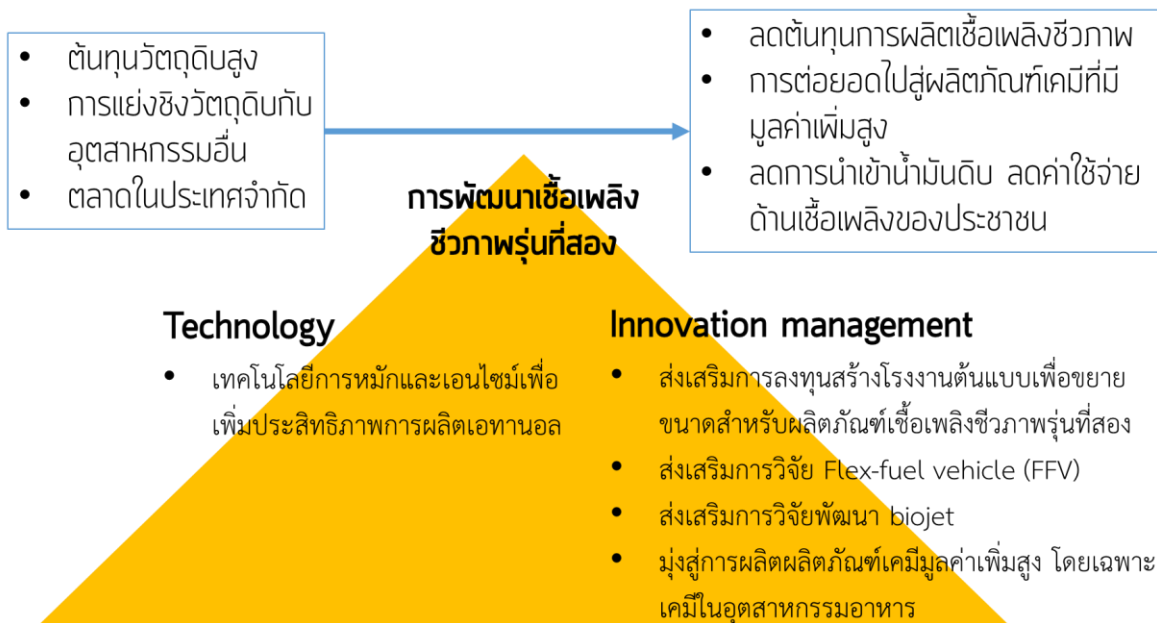 • ต้นทุนวัตถุดิบสูง
• การแย่งชิงวัตถุดิบกับ
อุตสาหกรรมอื่น
• ตลาดในประเทศจำกัด
• ลดต้นทุนการผลิตเชื้อเพลิงชีวภาพ
• การต่อยอดไปสู่ผลิตภัณฑ์เคมีที่มี
มูลค่าเพิ่มสูง
• ลดการนำเข้าน้ำมันดิบ ลดค่าใช้จ่าย
ด้านเชื้อเพลิงของประชาชน
การพัฒนาเชื้อเพลิง
ชีวภาพรุ่นที่สอง
Technology
• เทคโนโลยีการหมักและเอนไซม์เพื่อ
เพิ่มประสิทธิภาพการผลิตเอทานอล
Innovation management
• ส่งเสริมการลงทุนสร้างโรงงานต้นแบบเพื่อขยาย
ขนาดสำหรับผลิตภัณฑ์เชื้อเพลิงชีวภาพรุ่นที่สอง
• ส่งเสริมการวิจัย Flex-fuel vehicle (FFV)
• ส่งเสริมการวิจัยพัฒนา biojet
• มุ่งสู่การผลิตผลิตภัณฑ์เคมีมูลค่าเพิ่มสูง โดยเฉพาะ
เคมีในอุตสาหกรรมอาหาร